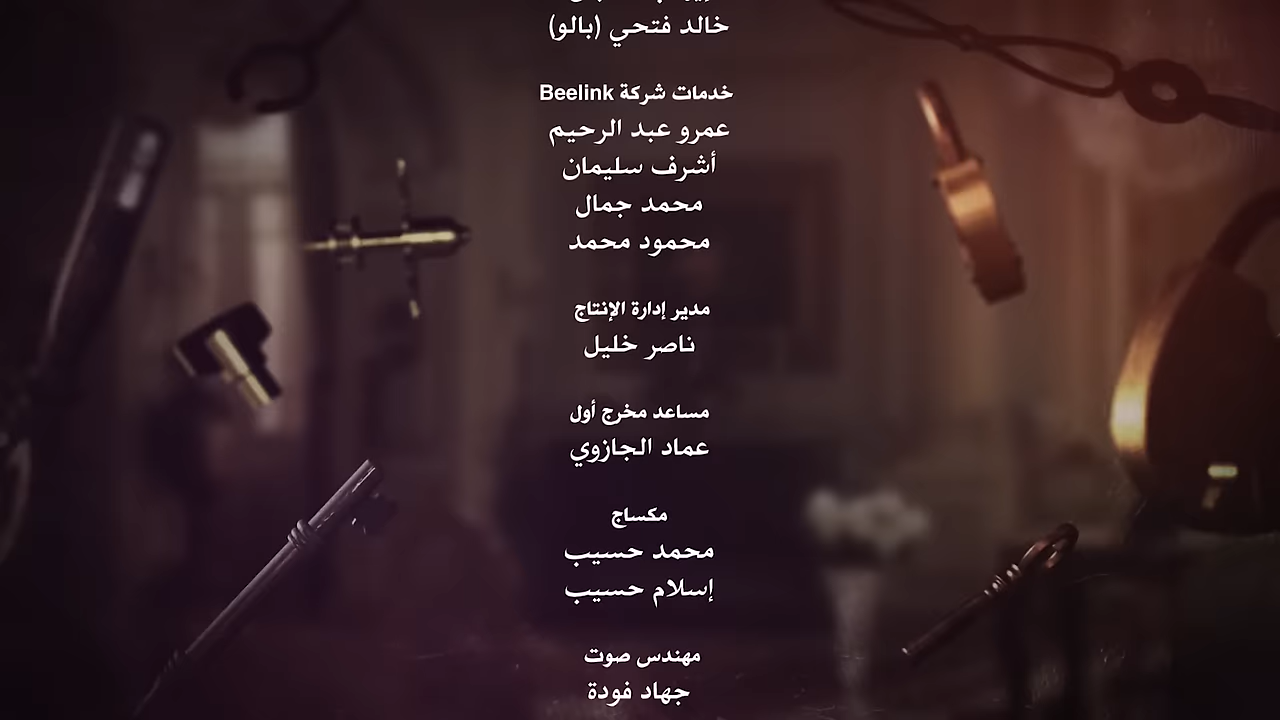 خالد فتحي (بالو)
خدمات شركة Beelink
عمرو عبد الرحيم
أشرف سليمان
محمد جمال
محمود محمد
مدير إدارة الإنتاج
ناصر خليل
مساعد مخرج أول
عماد الجازوي
مكساج
محمد حسيب
إسلام حسيب
مهندس صوت
جهاد فودة